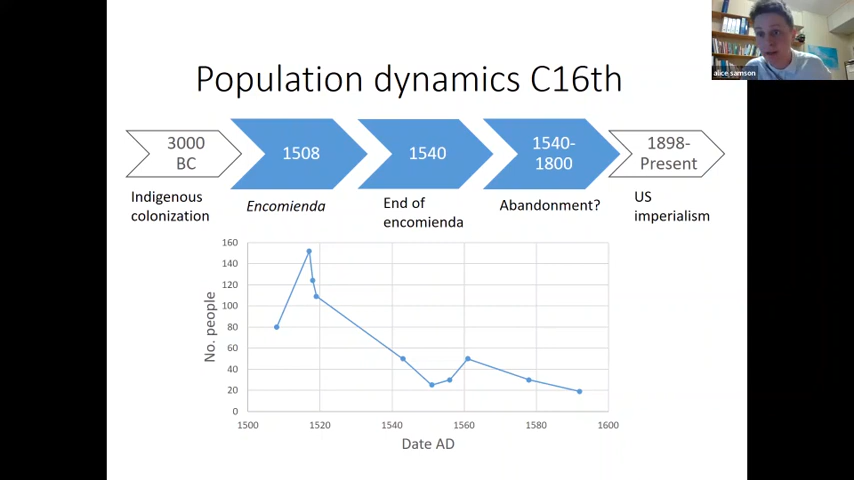 alice samson
Population dynamics C16th
3000
BC
1508
1540
1540-
1800
1898-
Present
Indigenous
colonization
Encomienda
End of
encomienda
Abandonment?
US
imperialism
160
140
120
100
80
60
40
20
0
No. people
1500
1520
1540
1560
1580
1600
Date AD